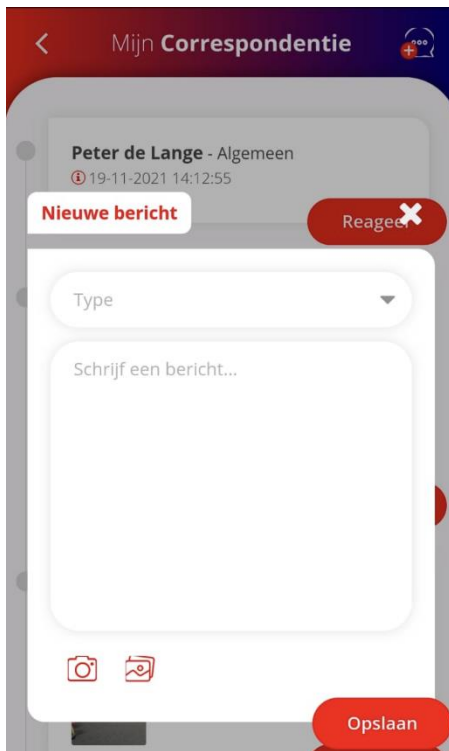 Mijn Correspondentie
Peter de Lange - Algemeen
19-11-2021 14:12:55
Nieuwe bericht
Reageer
Type
Schrijf een bericht...
Opslaan